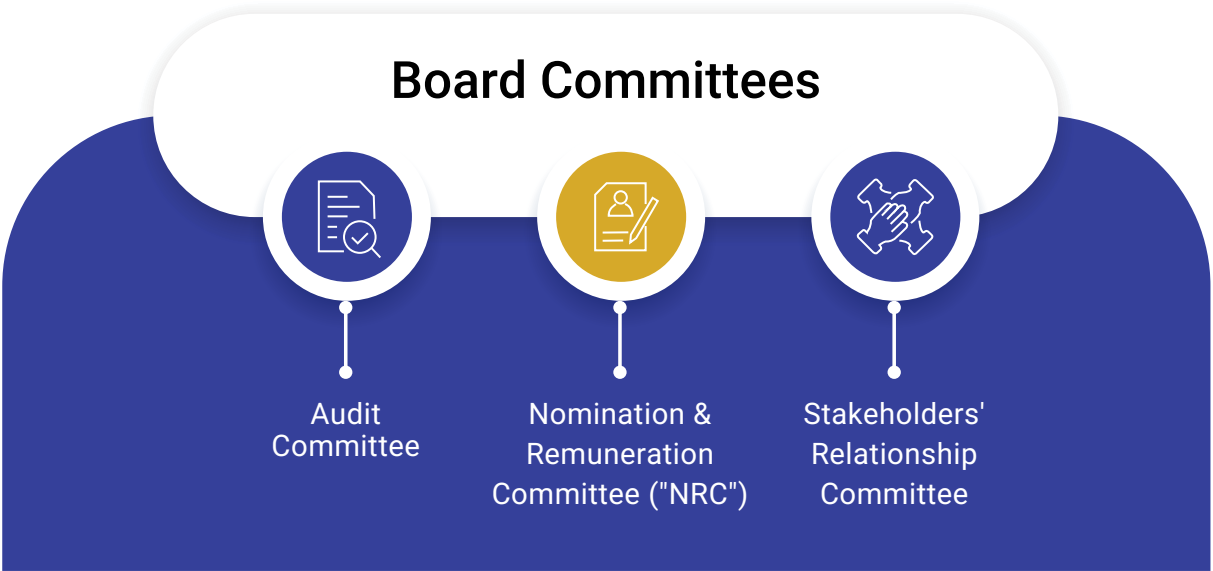 Board Committees
Audit
Committee
Nomination &
Remuneration
Committee ("NRC")
Stakeholders'
Relationship
Committee